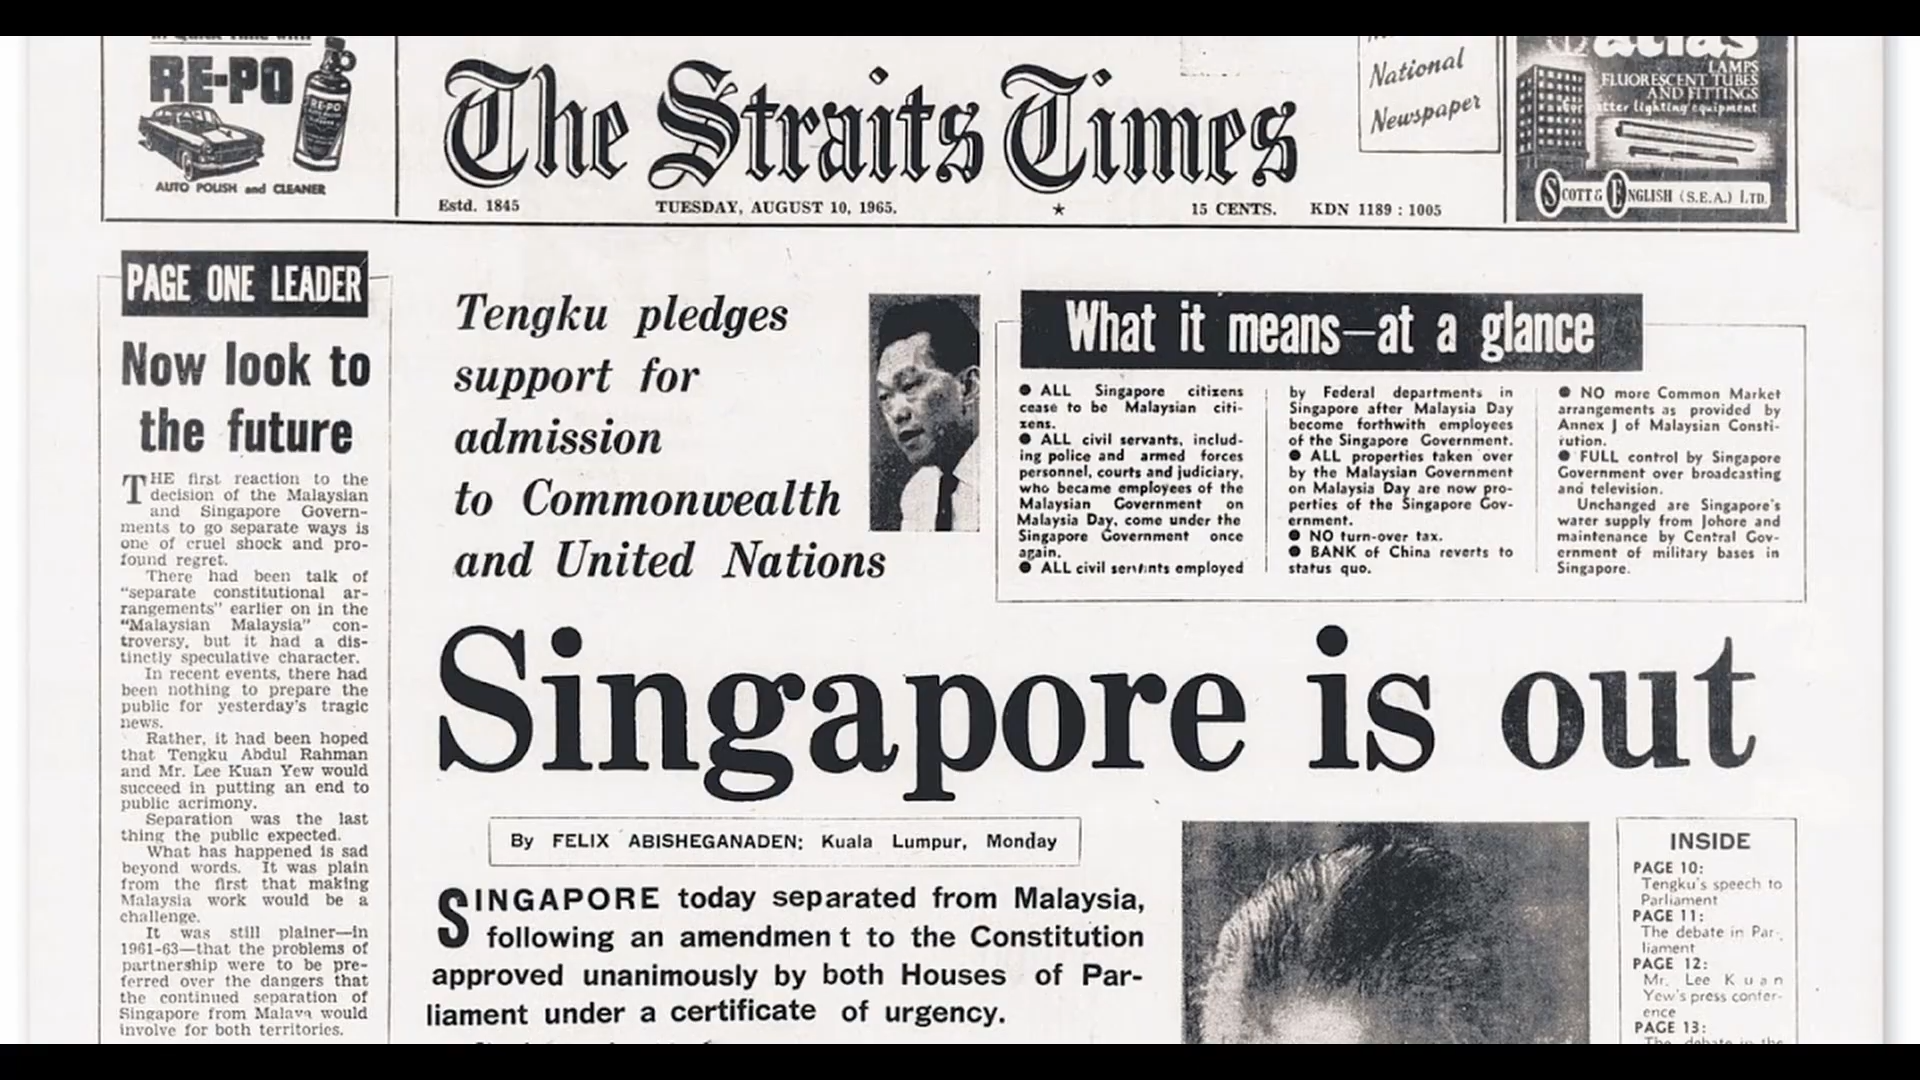 RE-PO
RE-PO
AUTO POLISH and CLEANER
The Straits Times
National
Newspaper
atlas
LAMPS
FLUORESCENT TUBES
AND FITTINGS
for better lighting equipment
SCOTT & ENGLISH (S.E.A.) LTD.
Estd. 1845
TUESDAY, AUGUST 10, 1965.
15 CENTS.
KDN 1189 : 1005
PAGE ONE LEADER
Now look to
the future
THE first reaction to the
decision of the Malaysian
and Singapore Govern-
ments to go separate ways is
one of cruel shock and pro-
found regret.
There had been talk of
“separate constitutional ar-
rangements” earlier on in the
“Malaysian Malaysia” con-
troversy, but it had a dis-
tinctly speculative character.
In recent events, there had
been nothing to prepare the
public for yesterday's tragic
news.
Rather, it had been hoped
that Tengku Abdul Rahman
and Mr. Lee Kuan Yew would
succeed in putting an end to
public acrimony.
Separation was the last
thing the public expected.
What has happened is sad
beyond words. It was plain
from the first that making
Malaysia work would be a
challenge.
It was still plainer—in
1961-63—that the problems of
partnership were to be pre-
ferred over the dangers that
the continued separation of
Singapore from Malaya would
involve for both territories.
Tengku pledges
support for
admission
to Commonwealth
and United Nations
What it means—at a glance
● ALL Singapore citizens
cease to be Malaysian citi-
zens.
● ALL civil servants, includ-
ing police and armed forces
personnel, courts and judiciary,
who became employees of the
Malaysian Government on
Malaysia Day, come under the
Singapore Government once
again.
● ALL civil servants employed
by Federal departments in
Singapore after Malaysia Day
become forthwith employees
of the Singapore Government.
● ALL properties taken over
by the Malaysian Government
on Malaysia Day are now pro-
perties of the Singapore Gov-
ernment.
● NO turn-over tax.
● BANK of China reverts to
status quo.
● NO more Common Market
arrangements as provided by
Annex J of Malaysian Consti-
tution.
● FULL control by Singapore
Government over broadcasting
and television.
Unchanged are Singapore's
water supply from Johore and
maintenance by Central Gov-
ernment of military bases in
Singapore.
Singapore is out
By FELIX ABISHEGANADEN: Kuala Lumpur, Monday
SINGAPORE today separated from Malaysia,
following an amendment to the Constitution
approved unanimously by both Houses of Par-
liament under a certificate of urgency.
INSIDE
PAGE 10:
Tengku's speech to
Parliament
PAGE 11:
The debate in Par-
liament
PAGE 12:
Mr. Lee Kuan
Yew's press confer-
ence
PAGE 13:
The debate in the